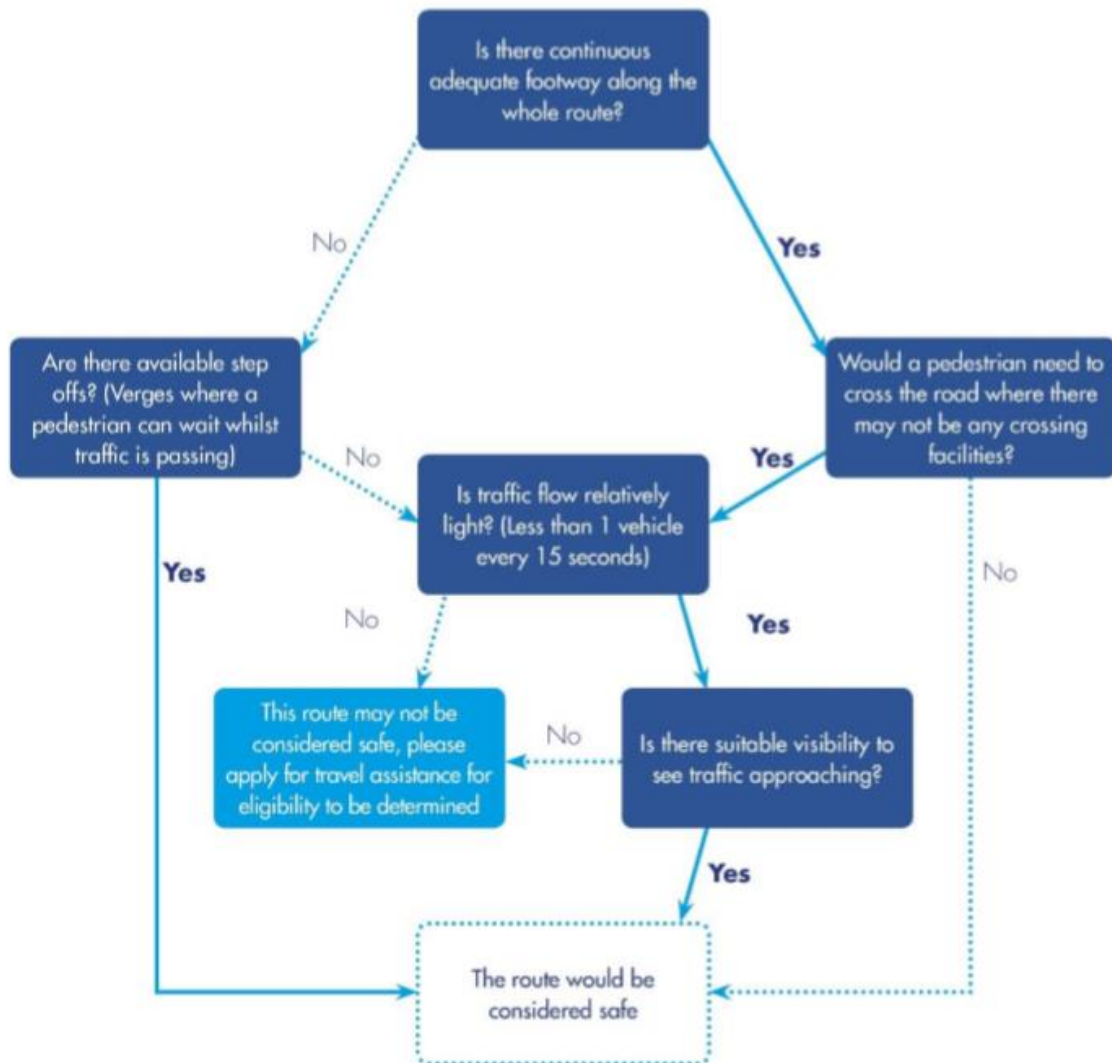 Is there continuous
adequate footway along the
whole route?
No
Yes
Are there available step
offs? (Verges where a
pedestrian can wait whilst
traffic is passing)
Would a pedestrian need to
cross the road where there
may not be any crossing
facilities?
No
Yes
Is traffic flow relatively
light? (Less than 1 vehicle
every 15 seconds)
Yes
No
No
Yes
This route may not be
considered safe, please
apply for travel assistance for
eligibility to be determined
No
Is there suitable visibility to
see traffic approaching?
Yes
The route would be
considered safe